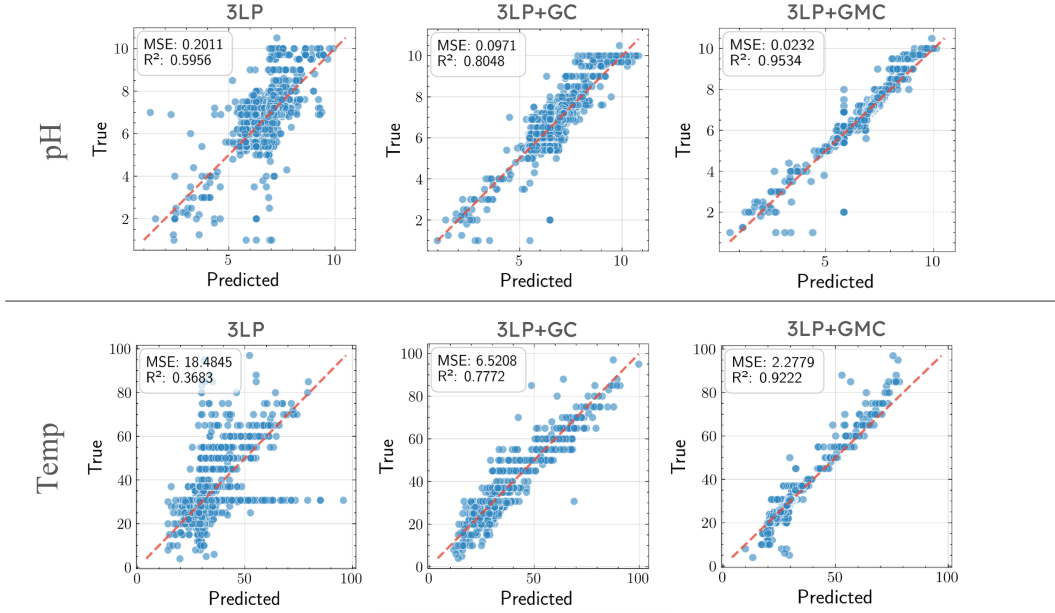 3LP
3LP+GC
3LP+GMC
pH
True
10
8
6
4
2
MSE: 0.2011
R²: 0.5956
5
10
Predicted
True
10
8
6
4
2
MSE: 0.0971
R²: 0.8048
5
10
Predicted
True
10
8
6
4
2
MSE: 0.0232
R²: 0.9534
5
10
Predicted
3LP
3LP+GC
3LP+GMC
Temp
True
100
80
60
40
20
0
MSE: 18.4845
R²: 0.3683
0
50
100
Predicted
True
100
80
60
40
20
0
MSE: 6.5208
R²: 0.7772
0
50
100
Predicted
True
100
80
60
40
20
0
MSE: 2.2779
R²: 0.9222
0
50
100
Predicted